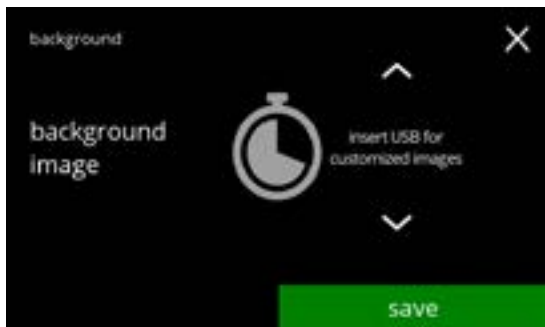 background
background
image
insert USB for
customized images
save